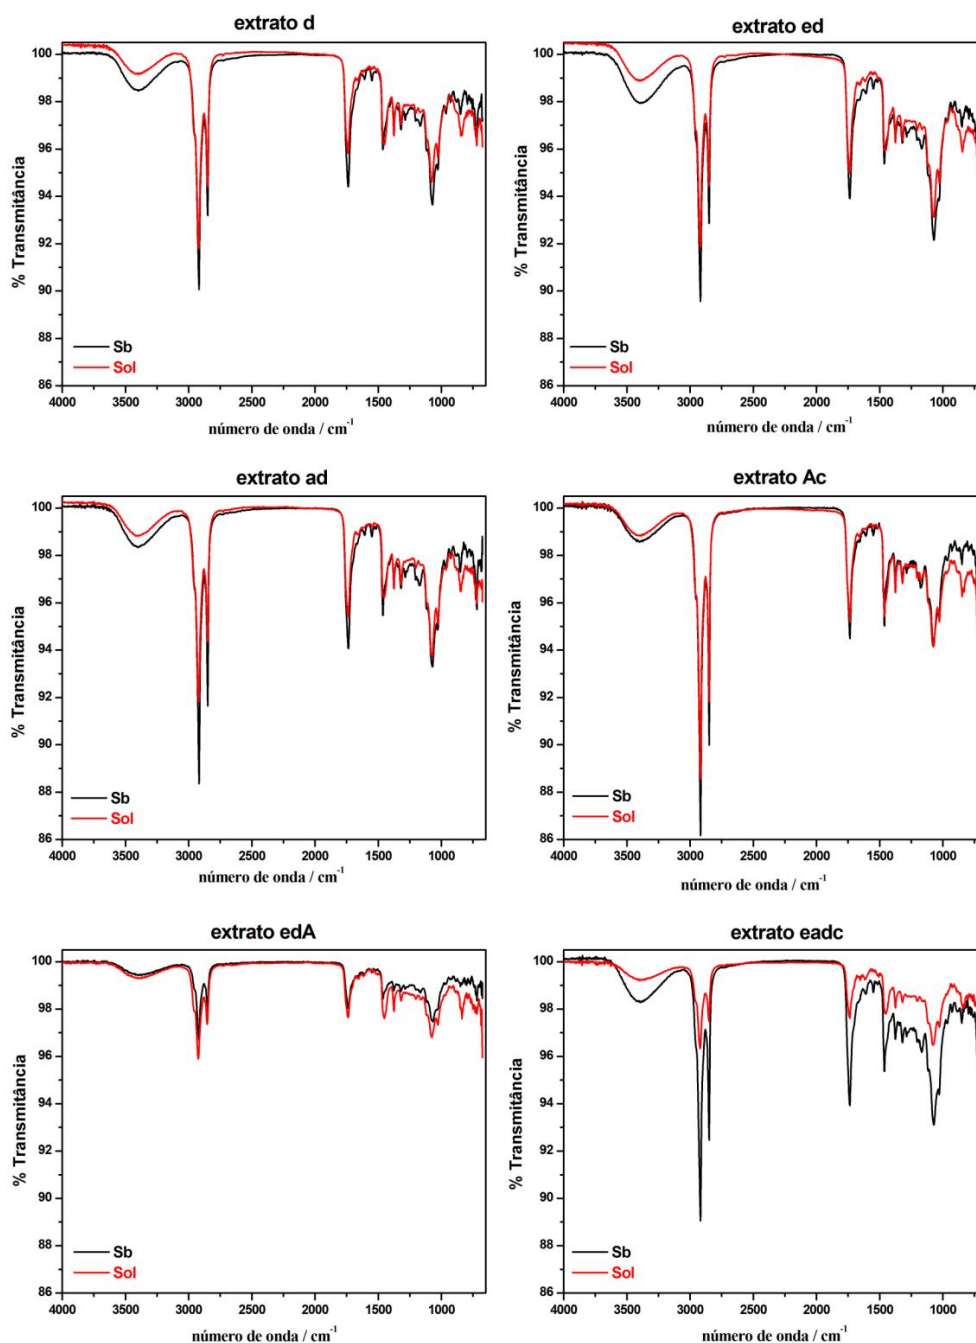 extrato d
100
98
96
94
92
90
88
86
% Transmitância
Sb
Sol
4000 3500 3000 2500 2000 1500 1000
número de onda / cm-1
extrato ed
100
98
96
94
92
90
88
86
% Transmitância
Sb
Sol
4000 3500 3000 2500 2000 1500 1000
número de onda / cm-1
extrato ad
100
98
96
94
92
90
88
86
% Transmitância
Sb
Sol
4000 3500 3000 2500 2000 1500 1000
número de onda / cm-1
extrato Ac
100
98
96
94
92
90
88
86
% Transmitância
Sb
Sol
4000 3500 3000 2500 2000 1500 1000
número de onda / cm-1
extrato edA
100
98
96
94
92
90
88
86
% Transmitância
Sb
Sol
4000 3500 3000 2500 2000 1500 1000
número de onda / cm-1
extrato eadc
100
98
96
94
92
90
88
86
% Transmitância
Sb
Sol
4000 3500 3000 2500 2000 1500 1000
número de onda / cm-1